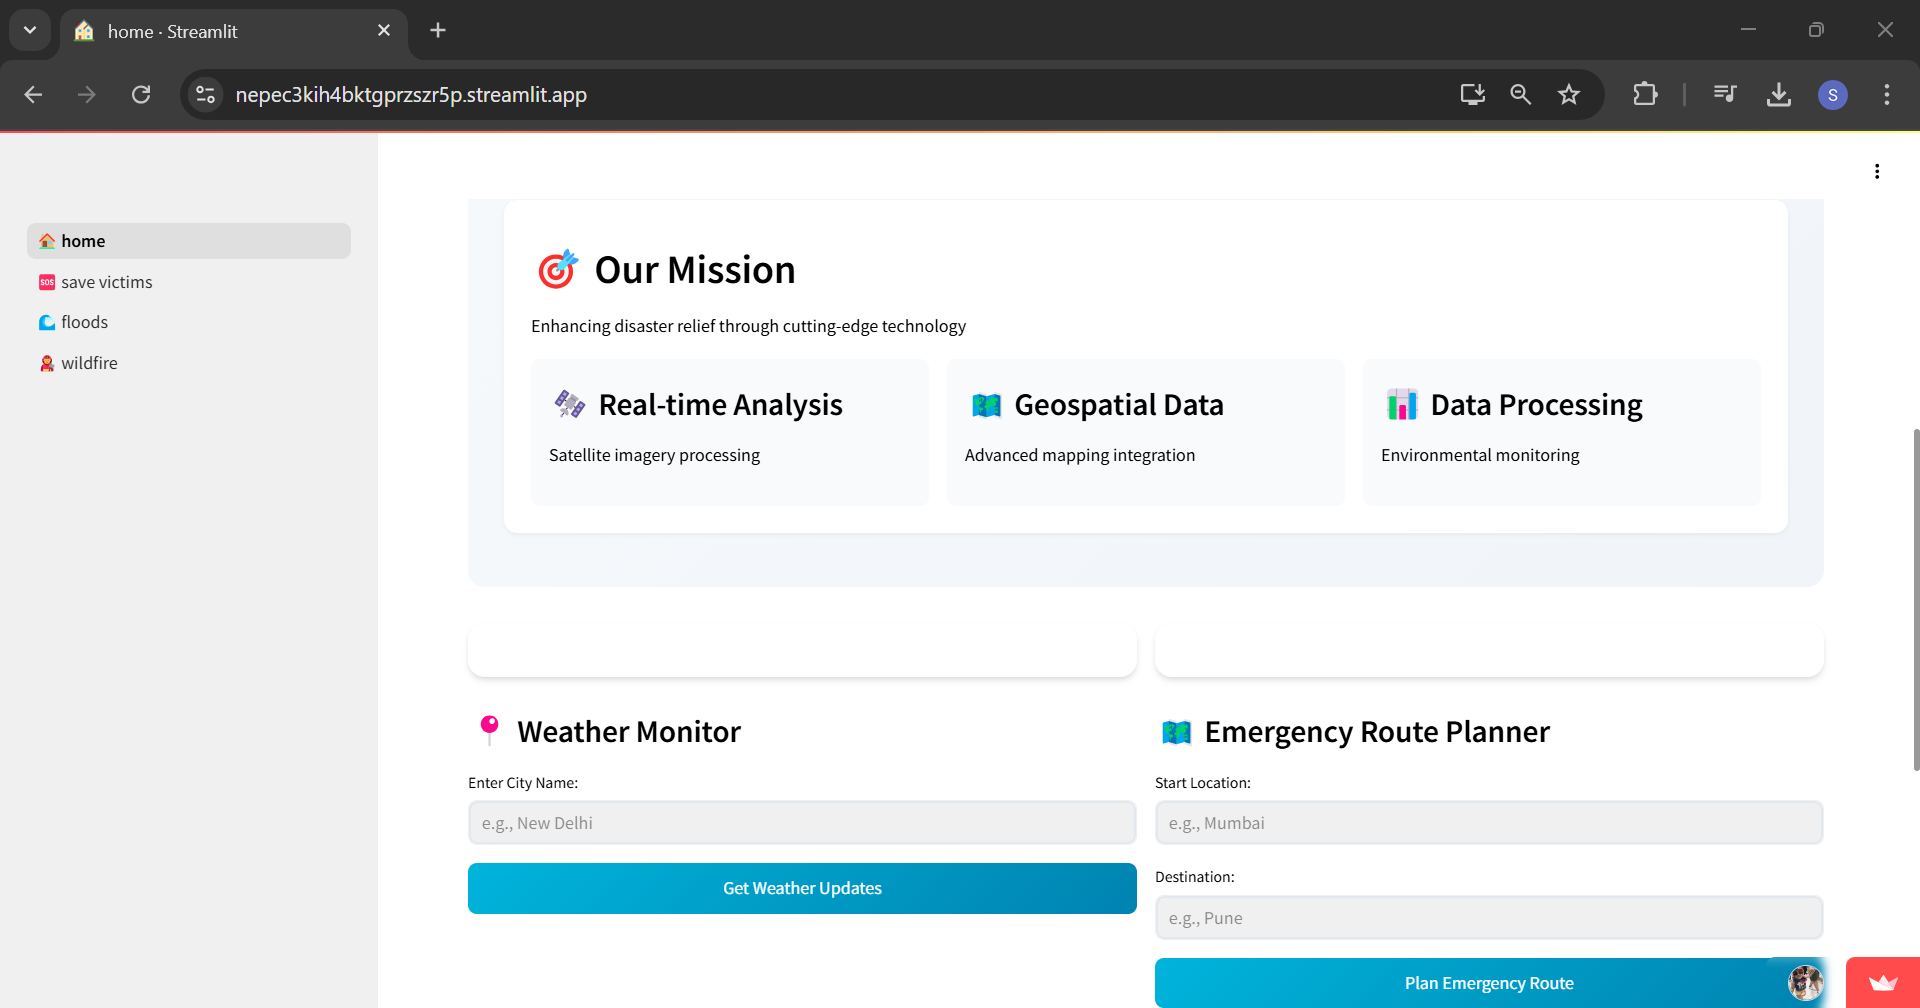 home · Streamlit
nepec3kih4bktgprzszr5p.streamlit.app
S
home
SOS save victims
floods
wildfire
Our Mission
Enhancing disaster relief through cutting-edge technology
Real-time Analysis
Satellite imagery processing
Geospatial Data
Advanced mapping integration
Data Processing
Environmental monitoring
Weather Monitor
Enter City Name:
e.g., New Delhi
Get Weather Updates
Emergency Route Planner
Start Location:
e.g., Mumbai
Destination:
e.g., Pune
Plan Emergency Route